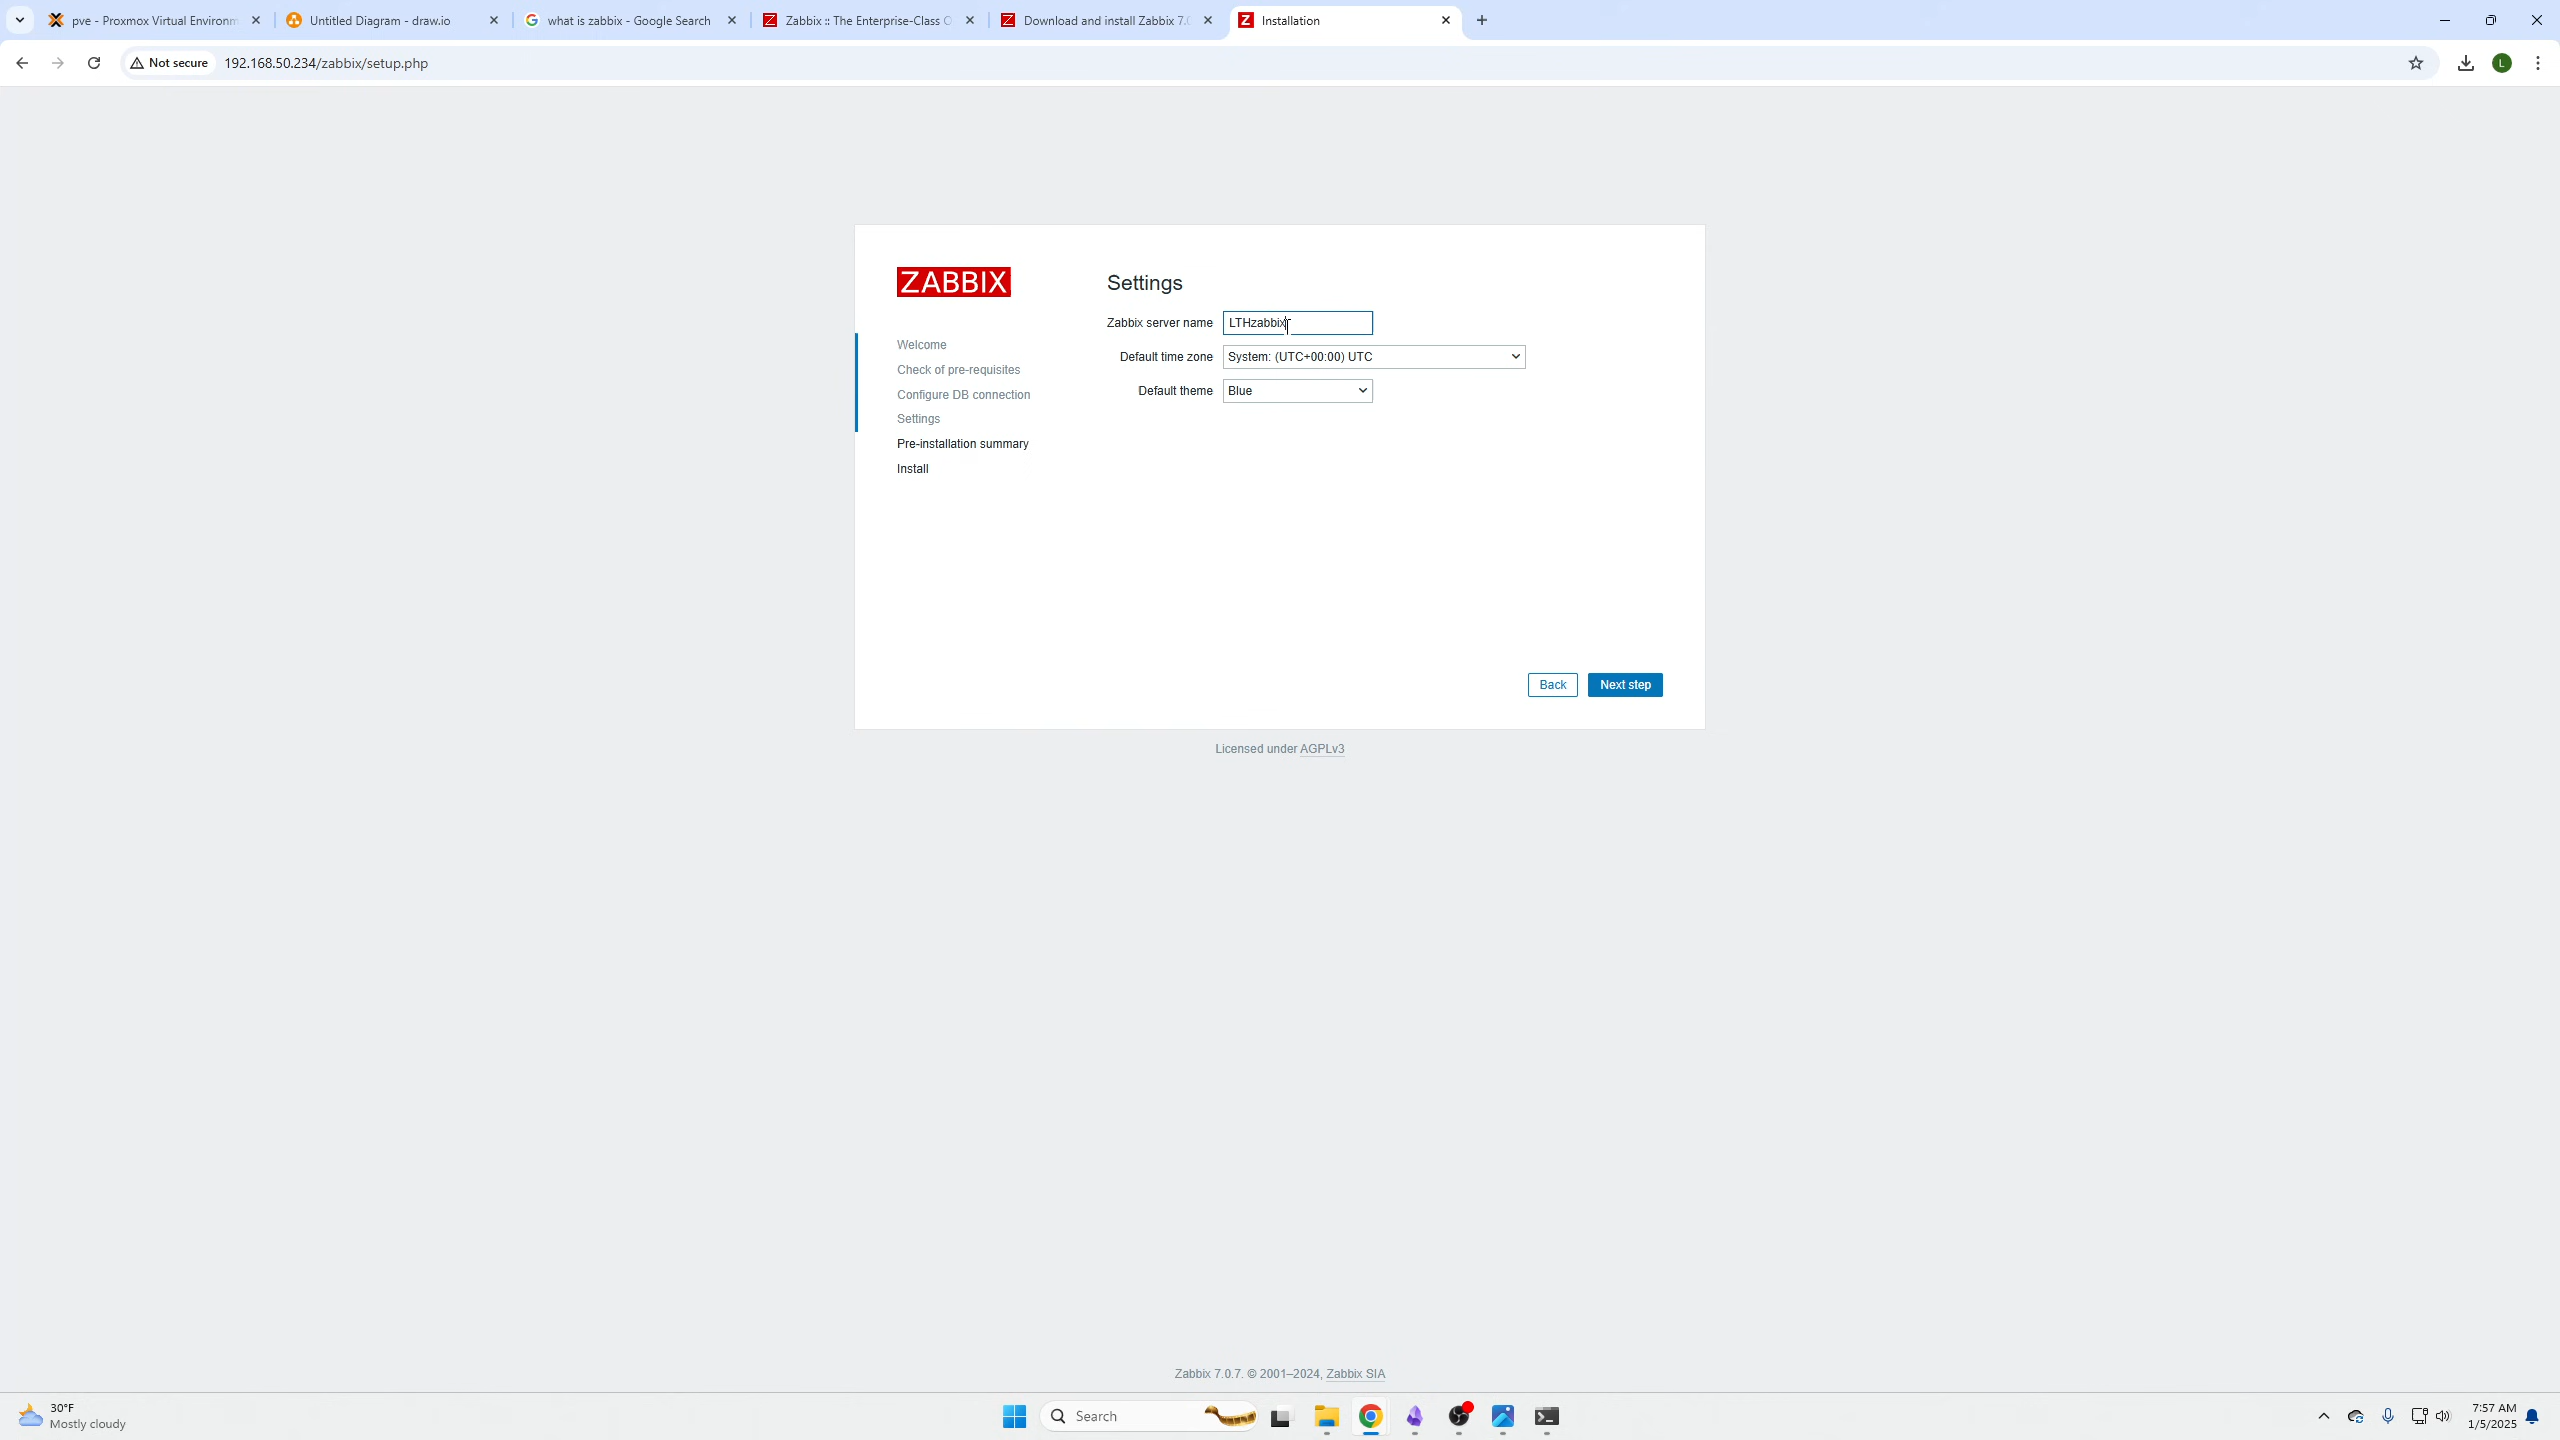 pve - Proxmox Virtual Environm
Untitled Diagram - draw.io
what is zabbix - Google Search
Zabbix :: The Enterprise-Class O
Download and install Zabbix 7.0
Installation
Not secure
192.168.50.234/zabbix/setup.php
L
ZABBIX
Welcome
Check of pre-requisites
Configure DB connection
Settings
Pre-installation summary
Install
Settings
Zabbix server name
LTHzabbix
Default time zone
System: (UTC+00:00) UTC
Default theme
Blue
Back
Next step
Licensed under AGPLv3
Zabbix 7.0.7. © 2001–2024, Zabbix SIA
30°F
Mostly cloudy
Search
7:57 AM
1/5/2025